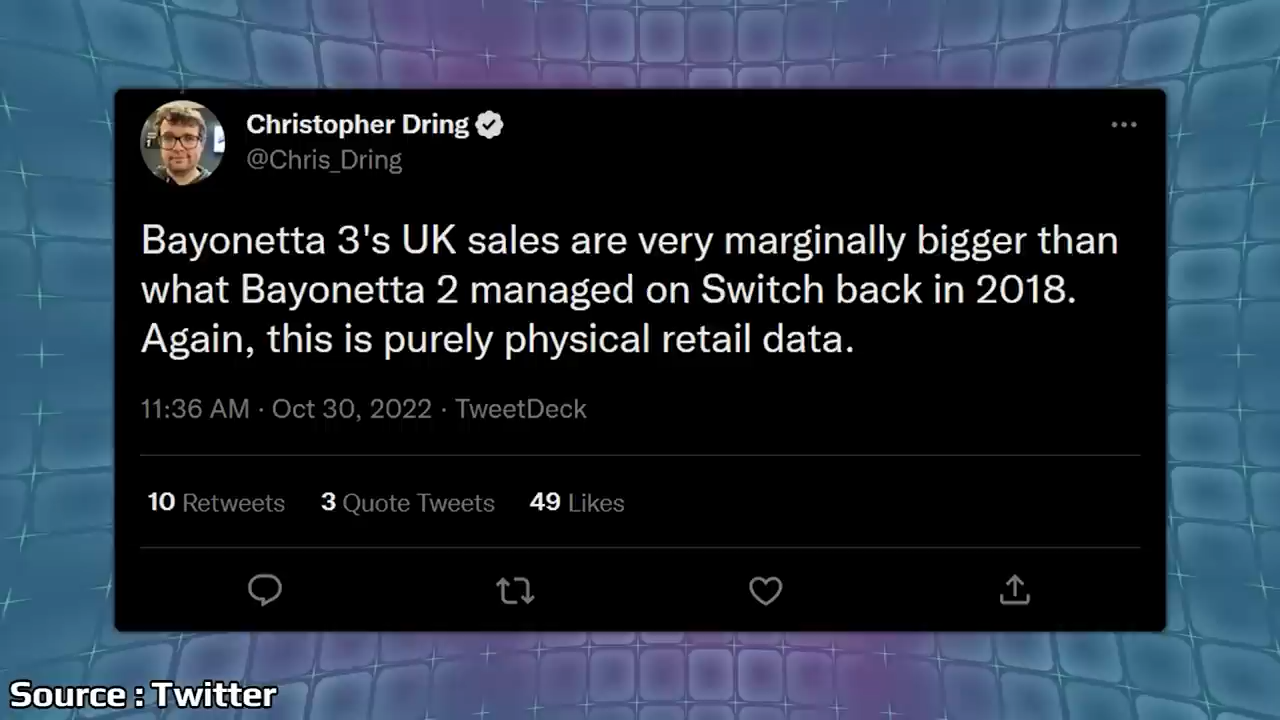 Christopher Dring
@Chris_Dring
Bayonetta 3's UK sales are very marginally bigger than
what Bayonetta 2 managed on Switch back in 2018.
Again, this is purely physical retail data.
11:36 AM · Oct 30, 2022 · TweetDeck
10 Retweets 3 Quote Tweets 49 Likes
Source : Twitter